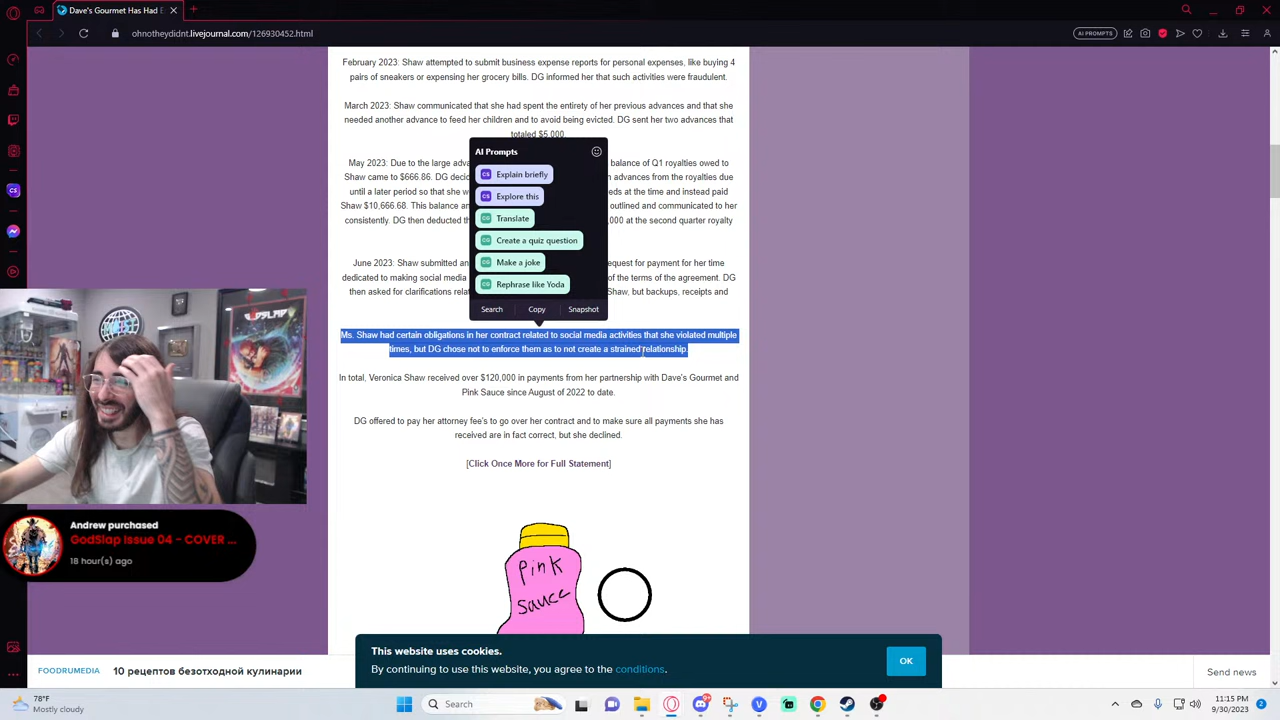 Dave's Gourmet Has Had E
ohnotheydidnt.livejournal.com/126930452.html
AI PROMPTS
February 2023: Shaw attempted to submit business expense reports for personal expenses, like buying 4
pairs of sneakers or expensing her grocery bills. DG informed her that such activities were fraudulent.
March 2023: Shaw communicated that she had spent the entirety of her previous advances and that she
needed another advance to feed her children and to avoid being evicted. DG sent her two advances that
totaled $5,000.
May 2023: Due to the large adva
balance of Q1 royalties owed to
Shaw came to $666.86. DG deci
advances from the royalties due
until a later period so that she w
eds at the time and instead paid
Shaw $10,666.68. This balance an
outlined and communicated to her
consistently. DG then deducted th
,000 at the second quarter royalty
June 2023: Shaw submitted an
equest for payment for her time
dedicated to making social media
of the terms of the agreement. DG
then asked for clarifications rela
Shaw, but backups, receipts and
AI Prompts
Explain briefly
Explore this
Translate
Create a quiz question
Make a joke
Rephrase like Yoda
Search
Copy
Snapshot
Ms. Shaw had certain obligations in her contract related to social media activities that she violated multiple
times, but DG chose not to enforce them as to not create a strained relationship.
In total, Veronica Shaw received over $120,000 in payments from her partnership with Dave's Gourmet and
Pink Sauce since August of 2022 to date.
DG offered to pay her attorney fee's to go over her contract and to make sure all payments she has
received are in fact correct, but she declined.
[Click Once More for Full Statement]
Andrew purchased
GodSlap Issue 04 - COVER ...
18 hour(s) ago
pink
sauce
This website uses cookies.
By continuing to use this website, you agree to the conditions.
OK
FOODRUMEDIA
10 рецептов безотходной кулинарии
Send news
78°F
Mostly cloudy
Search
11:15 PM
9/30/2023
2